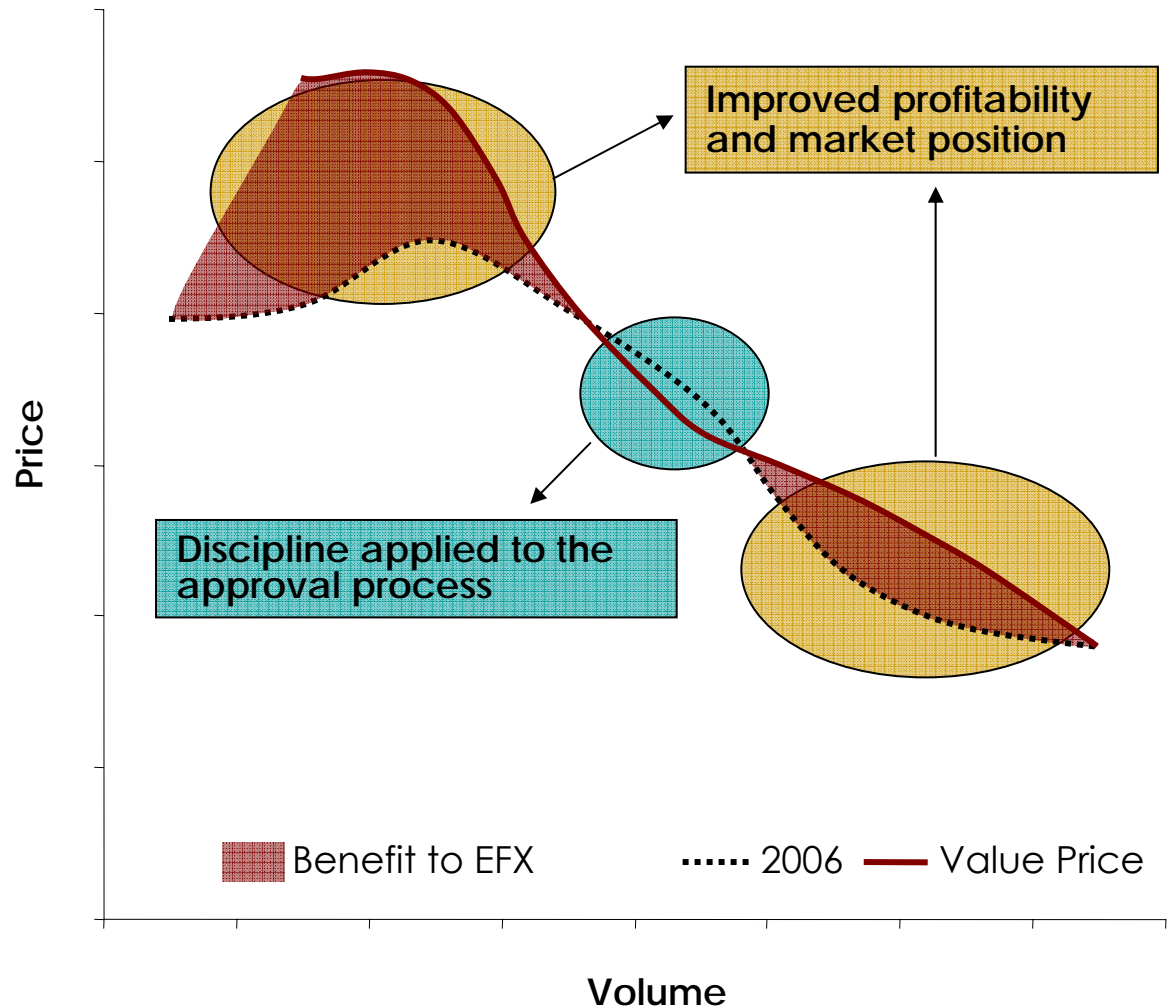 Improved profitability
and market position
Price
Discipline applied to the
approval process
Benefit to EFX
2006
Value Price
Volume